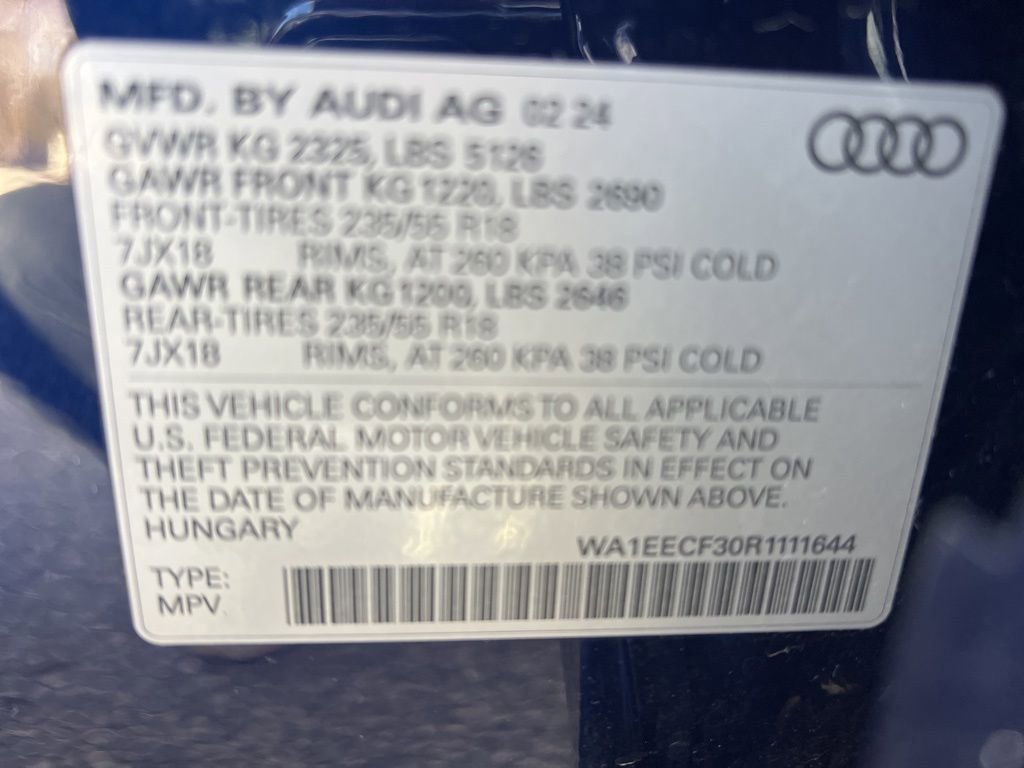 MFD. BY AUDI AG 02 24
GVWR KG 2325, LBS 5126
GAWR FRONT KG 1220, LBS 2690
FRONT-TIRES 235/55 R18
7JX18 RIMS, AT 260 KPA 38 PSI COLD
GAWR REAR KG 1200, LBS 2646
REAR-TIRES 235/55 R18
7JX18 RIMS, AT 260 KPA 38 PSI COLD
THIS VEHICLE CONFORMS TO ALL APPLICABLE
U.S. FEDERAL MOTOR VEHICLE SAFETY AND
THEFT PREVENTION STANDARDS IN EFFECT ON
THE DATE OF MANUFACTURE SHOWN ABOVE.
HUNGARY
WA1EECF30R1111644
TYPE:
MPV